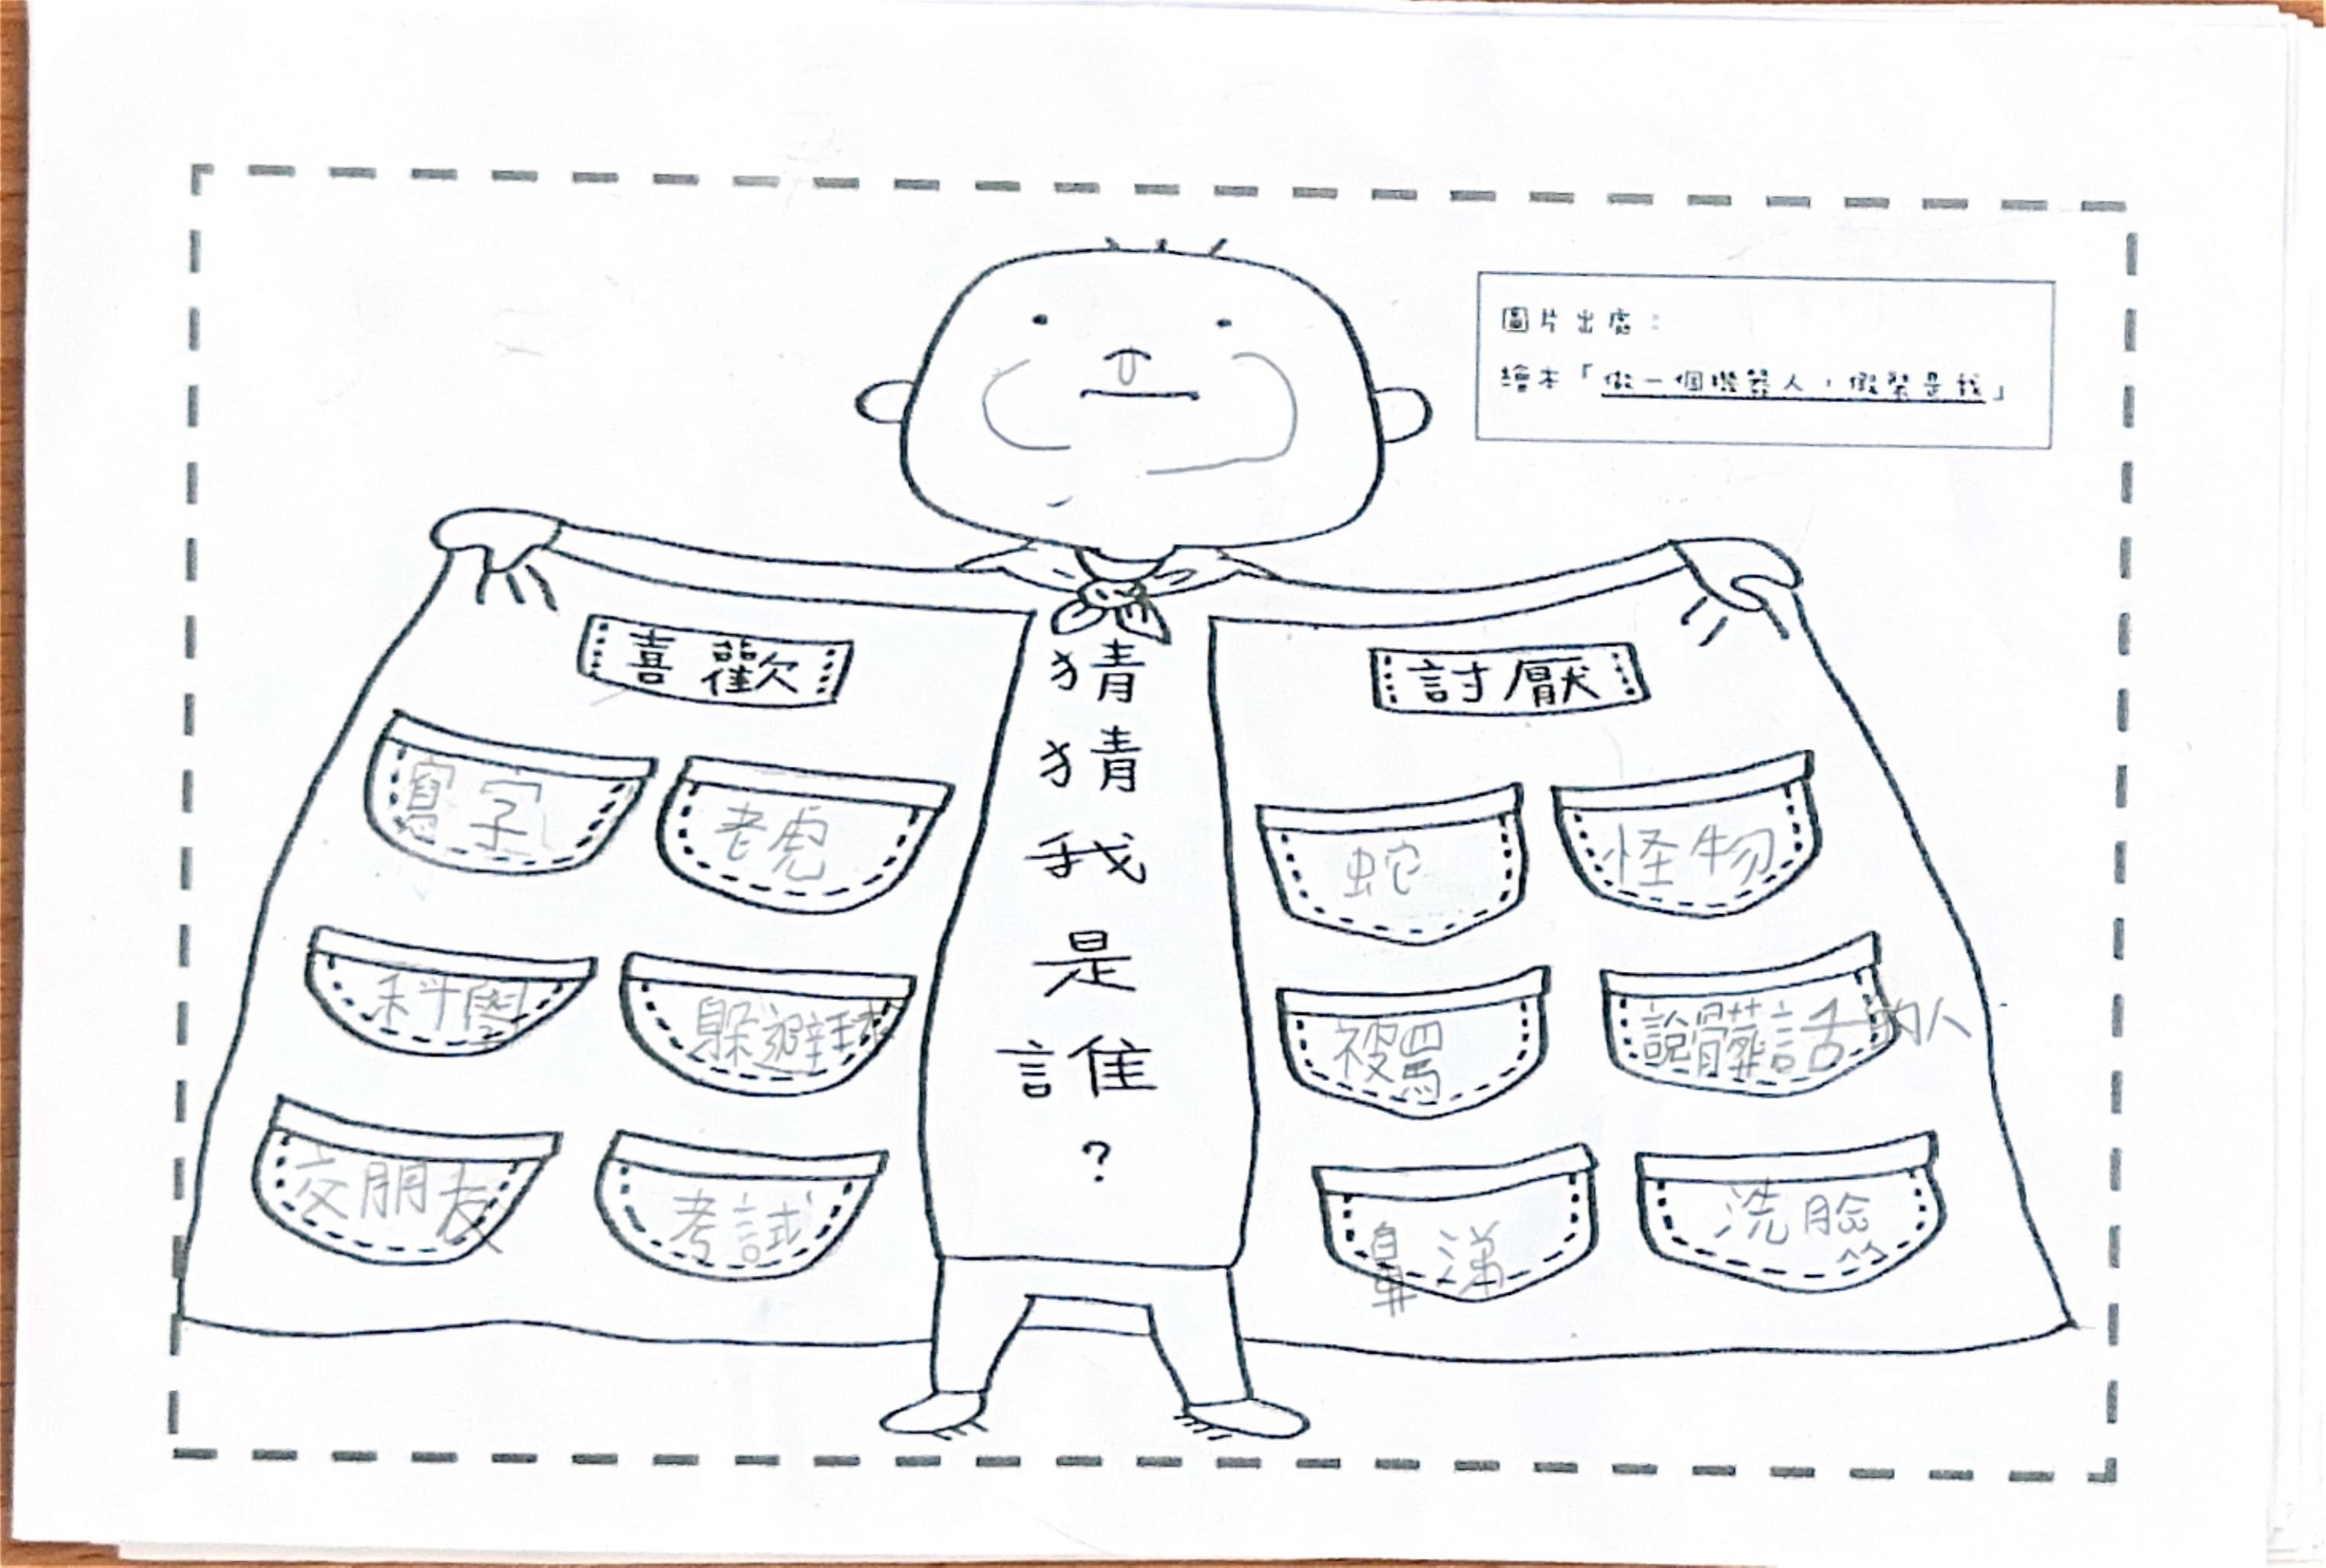 圖片出處：
繪本「做一個機器人，假裝是我」
猜猜我是誰？
喜歡
寫字
老虎
科學
躲避球
交朋友
考試
討厭
蛇
怪物
被罵
說髒話的人
鼻涕
洗臉